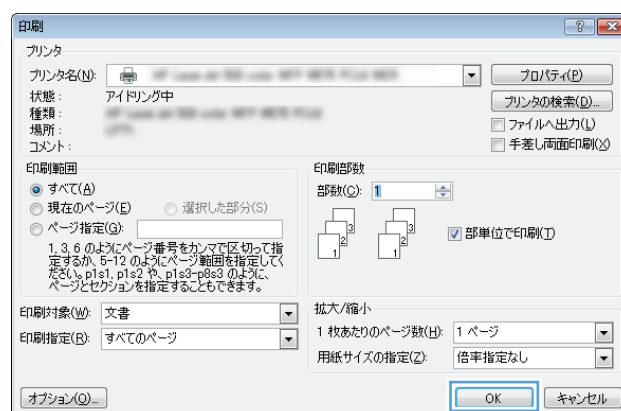 印刷
プリンタ
プリンタ名(N):
プロパティ(P)
状態: アイドリング中
プリンタの検索(D)...
種類:
場所:
ファイルへ出力(L)
コメント:
手差し両面印刷(X)
印刷範囲
すべて(A)
現在のページ(E) 選択した部分(S)
ページ指定(G):
1, 3, 6 のようにページ番号をカンマで区切って指
定するか、5-12 のようにページ範囲を指定してく
ださい。p1s1, p1s2 や、p1s3-p8s3 のように、
ページとセクションを指定することもできます。
印刷部数
部数(C): 1
1 2 3
1 2 3
部単位で印刷(T)
印刷対象(W): 文書
印刷指定(R): すべてのページ
拡大/縮小
1 枚あたりのページ数(H): 1 ページ
用紙サイズの指定(Z): 倍率指定なし
オプション(O)...
OK キャンセル